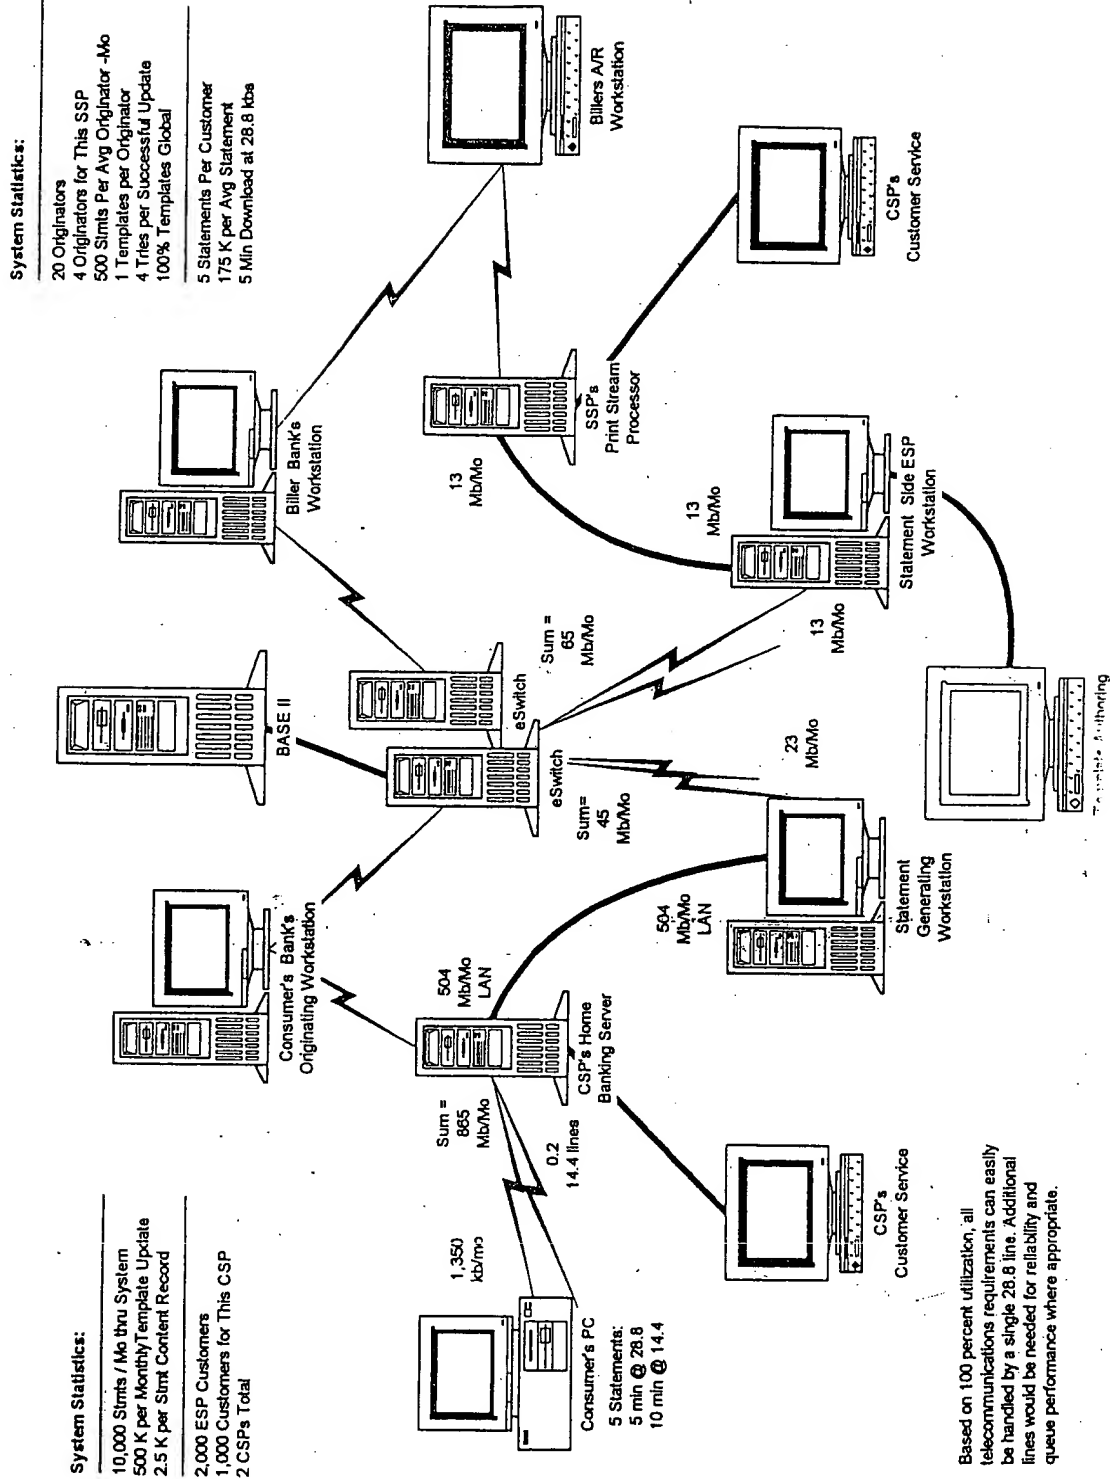 System Statistics:
10,000 Stmts / Mo thru System
500 K per MonthlyTemplate Update
2.5 K per Stmt Content Record
2,000 ESP Customers
1,000 Customers for This CSP
2 CSPs Total
System Statistics:
20 Originators
4 Originators for This SSP
500 Stmts Per Avg Originator -Mo
1 Templates per Originator
4 Tries per Successful Update
100% Templates Global
5 Statements Per Customer
175 K per Avg Statement
5 Min Download at 28.8 kbs
BASE II
Consumer's Bank's
Originating Workstation
Biller Bank's
Workstation
eSwitch
eSwitch
Sum =
65
Mb/Mo
Sum=
45
Mb/Mo
1,350
kb/mo
Sum =
865
Mb/Mo
504
Mb/Mo
LAN
13
Mb/Mo
Consumer's PC
5 Statements:
5 min @ 28.8
10 min @ 14.4
0.2
14.4 lines
CSP's Home
Banking Server
SSP's
Print Stream
Processor
Billers A/R
Workstation
504
Mb/Mo
LAN
23
Mb/Mo
13
Mb/Mo
13
Mb/Mo
CSP's
Customer Service
Statement
Generating
Workstation
Statement Side ESP
Workstation
CSP's
Customer Service
Authoring
Based on 100 percent utilization, all
telecommunications requirements can easily
be handled by a single 28.8 line. Additional
lines would be needed for reliability and
queue performance where appropriate.